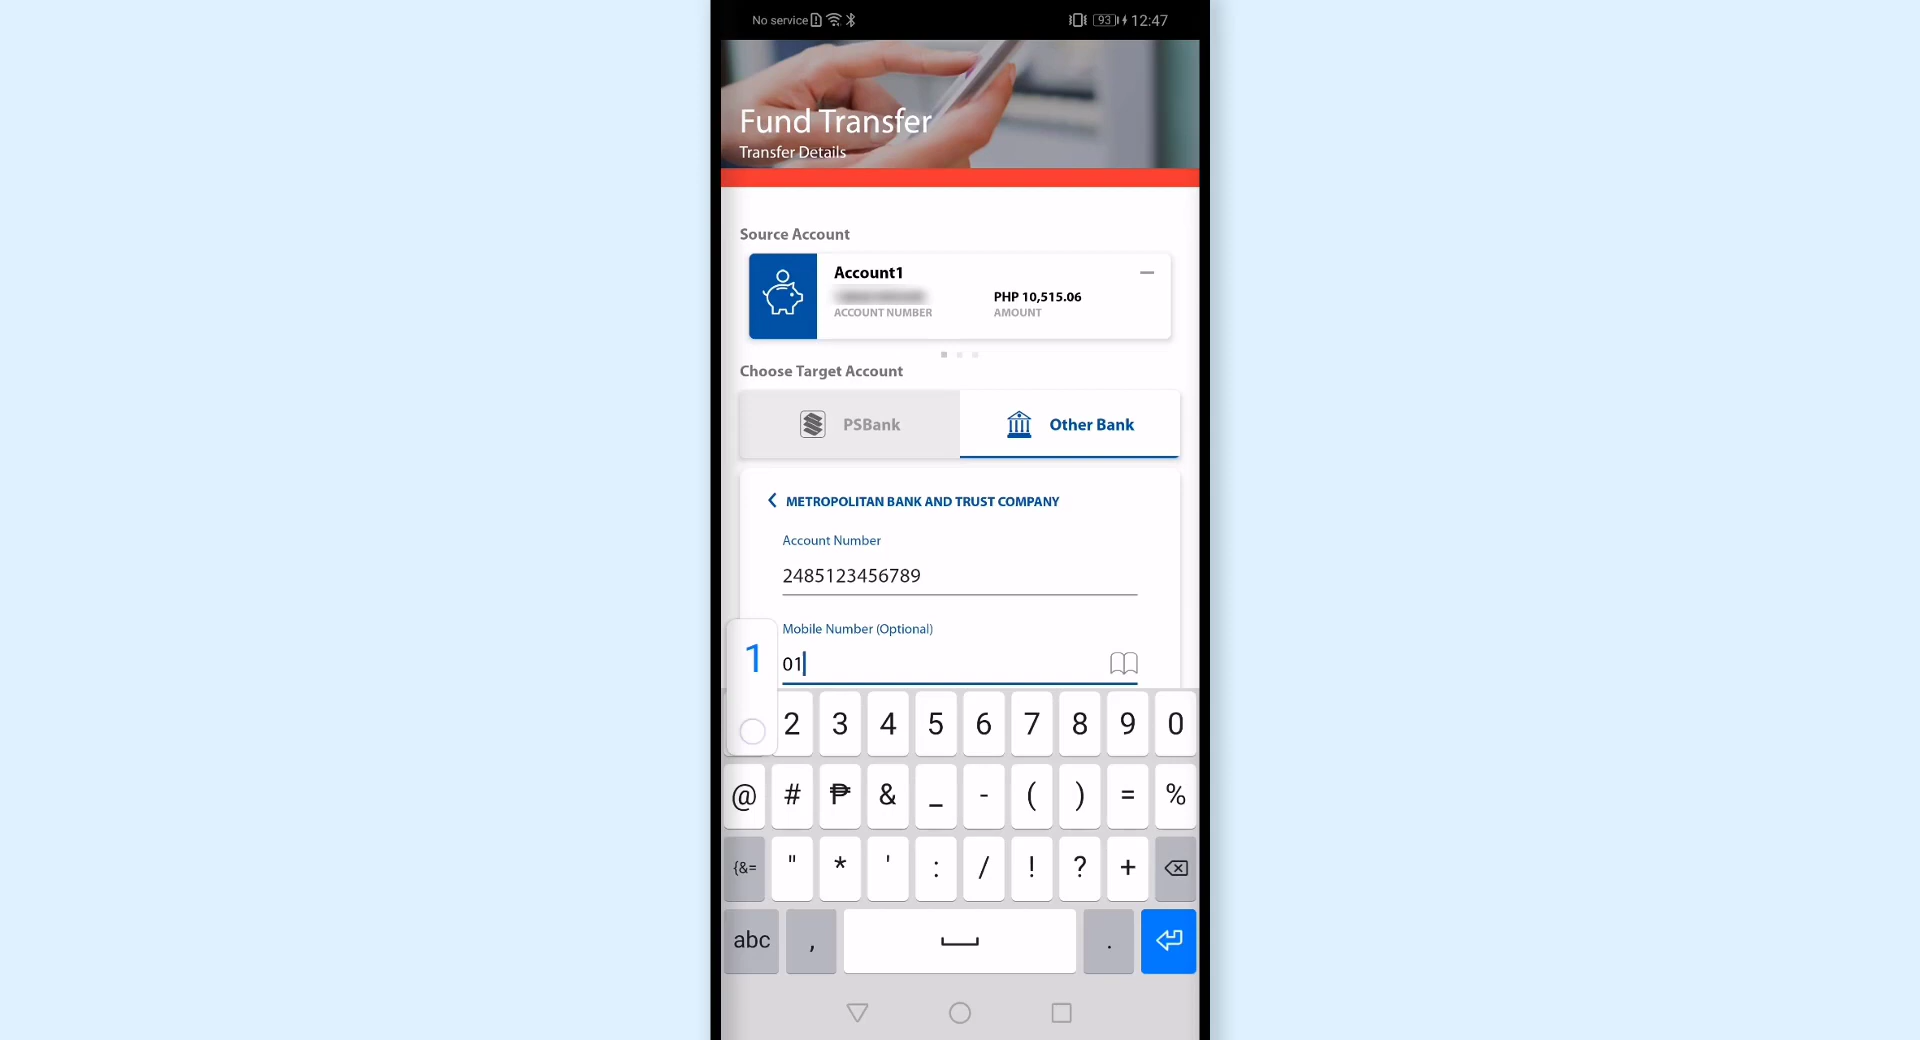 No service 93 12:47
Fund Transfer
Transfer Details
Source Account
Account1
PHP 10,515.06
ACCOUNT NUMBER AMOUNT
Choose Target Account
PSBank Other Bank
METROPOLITAN BANK AND TRUST COMPANY
Account Number
2485123456789
Mobile Number (Optional)
01
1
2 3 4 5 6 7 8 9 0
@ # ₱ & _ - ( ) = %
{&= " * ' : / ! ? +
abc , .